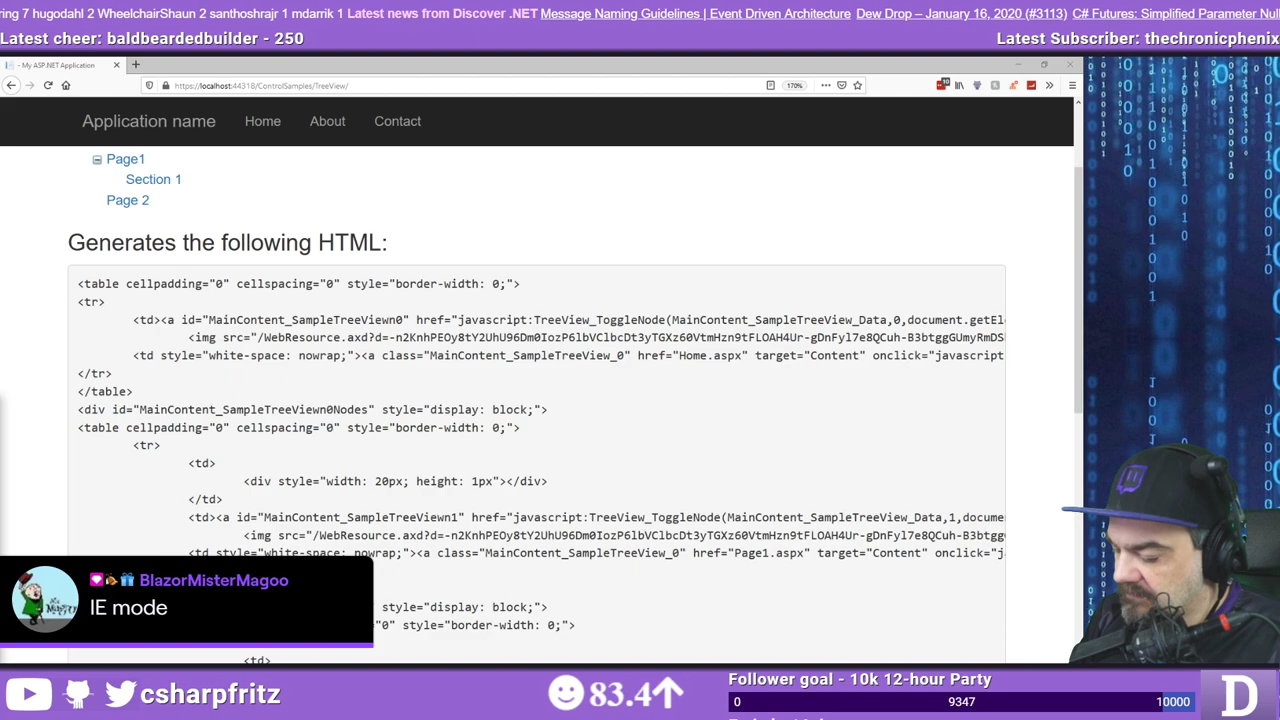 ring 7 hugodahl 2 WheelchairShaun 2 santhoshrajr 1 mdarrik 1 Latest news from Discover .NET Message Naming Guidelines | Event Driven Architecture Dew Drop – January 16, 2020 (#3113) C# Futures: Simplified Parameter Nul
Latest cheer: baldbeardedbuilder - 250
Latest Subscriber: thechronicphenix
- My ASP.NET Application
https://localhost:44318/ControlSamples/TreeView/
170%
Application name Home About Contact
Page1
Section 1
Page 2
Generates the following HTML:
<table cellpadding="0" cellspacing="0" style="border-width: 0;">
<tr>
<td><a id="MainContent_SampleTreeViewn0" href="javascript:TreeView_ToggleNode(MainContent_SampleTreeView_Data,0,document.getEle
<img src="/WebResource.axd?d=-n2KnhPEOy8tY2UhU96Dm0IozP6lbVClbcDt3yTGXz60VtmHzn9tFLOAH4Ur-gDnFyl7e8QCuh-B3btggGUmyRmDS
<td style="white-space: nowrap;"><a class="MainContent_SampleTreeView_0" href="Home.aspx" target="Content" onclick="javascript
</tr>
</table>
<div id="MainContent_SampleTreeViewn0Nodes" style="display: block;">
<table cellpadding="0" cellspacing="0" style="border-width: 0;">
<tr>
<td>
<div style="width: 20px; height: 1px"></div>
</td>
<td><a id="MainContent_SampleTreeViewn1" href="javascript:TreeView_ToggleNode(MainContent_SampleTreeView_Data,1,docume
<img src="/WebResource.axd?d=-n2KnhPEOy8tY2UhU96Dm0IozP6lbVClbcDt3yTGXz60VtmHzn9tFLOAH4Ur-gDnFyl7e8QCuh-B3btgg
<td style="white-space: nowrap;"><a class="MainContent_SampleTreeView_0" href="Page1.aspx" target="Content" onclick="j
BlazorMisterMagoo
IE mode
style="display: block;">
"0" style="border-width: 0;">
<td>
csharpfritz
83.4
Follower goal - 10k 12-hour Party
0 9347 10000
D